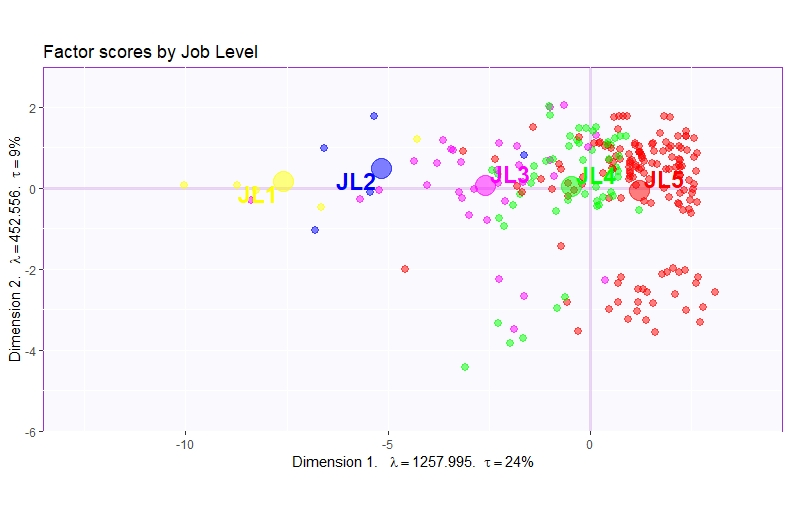 Factor scores by Job Level
2
0
-2
-4
-6
Dimension 2. λ = 452.556. τ = 9%
JL1
JL2
JL3
JL4
JL5
-10
-5
0
Dimension 1. λ = 1257.995. τ = 24%